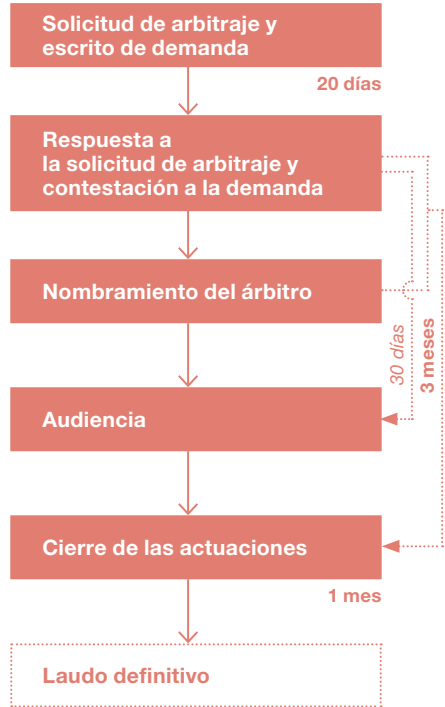 Solicitud de arbitraje y
escrito de demanda
20 días
Respuesta a
la solicitud de arbitraje y
contestación a la demanda
Nombramiento del árbitro
30 días
3 meses
Audiencia
Cierre de las actuaciones
1 mes
Laudo definitivo